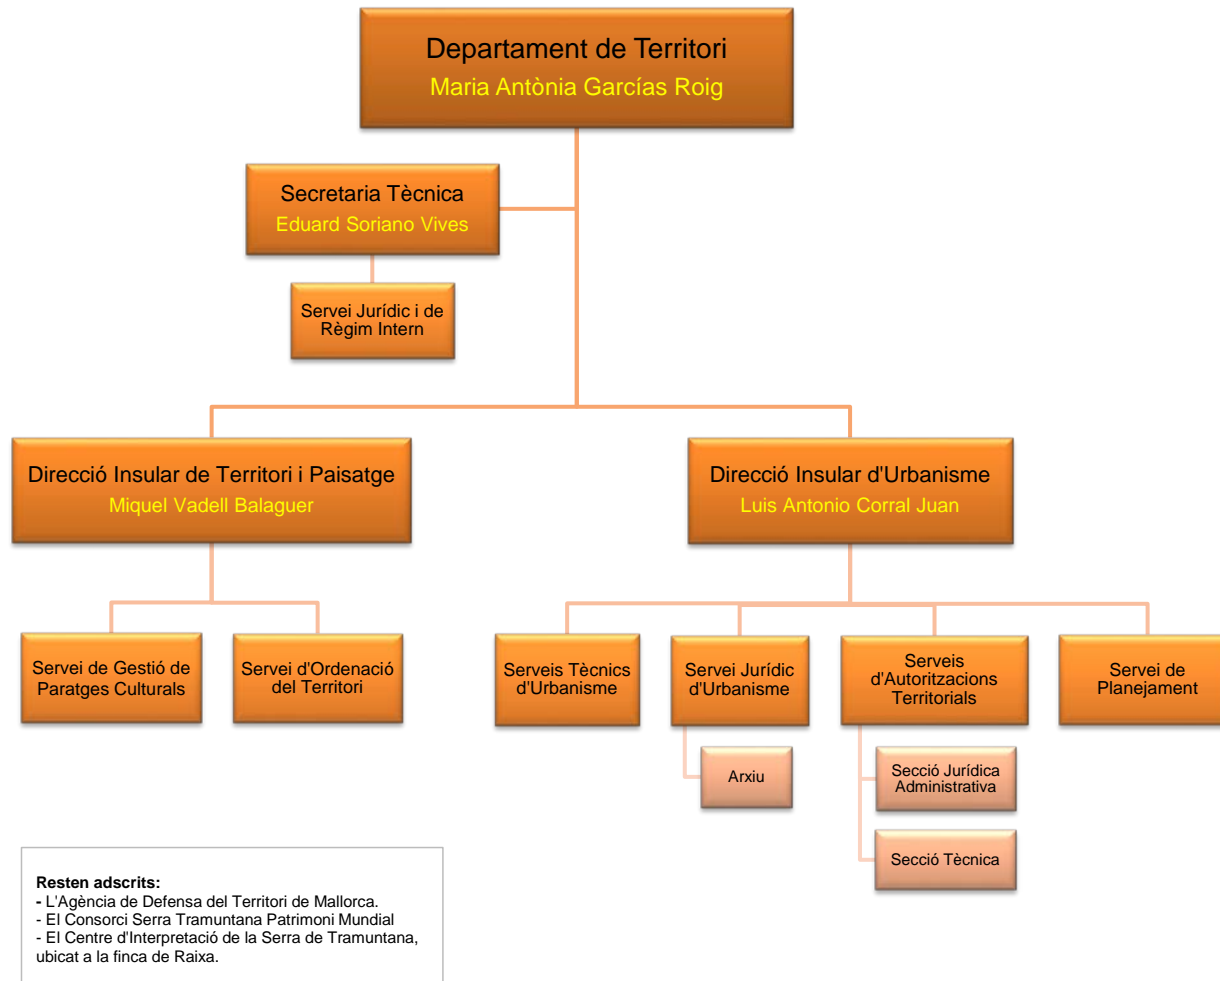 Departament de Territori
Maria Antònia Garcías Roig
Secretaria Tècnica
Eduard Soriano Vives
Servei Jurídic i de
Règim Intern
Direcció Insular de Territori i Paisatge
Miquel Vadell Balaguer
Direcció Insular d'Urbanisme
Luis Antonio Corral Juan
Servei de Gestió de
Paratges Culturals
Servei d'Ordenació
del Territori
Serveis Tècnics
d'Urbanisme
Servei Jurídic
d'Urbanisme
Serveis
d'Autoritzacions
Territorials
Servei de
Planejament
Arxiu
Secció Jurídica
Administrativa
Secció Tècnica
Resten adscrits:
- L'Agència de Defensa del Territori de Mallorca.
- El Consorci Serra Tramuntana Patrimoni Mundial
- El Centre d'Interpretació de la Serra de Tramuntana,
ubicat a la finca de Raixa.